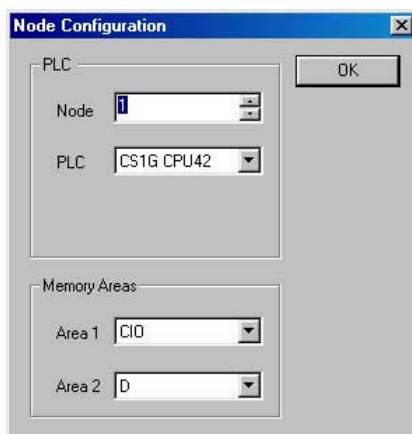 Node Configuration
PLC
OK
Node 1
PLC CS1G CPU42
Memory Areas
Area 1 CIO
Area 2 D